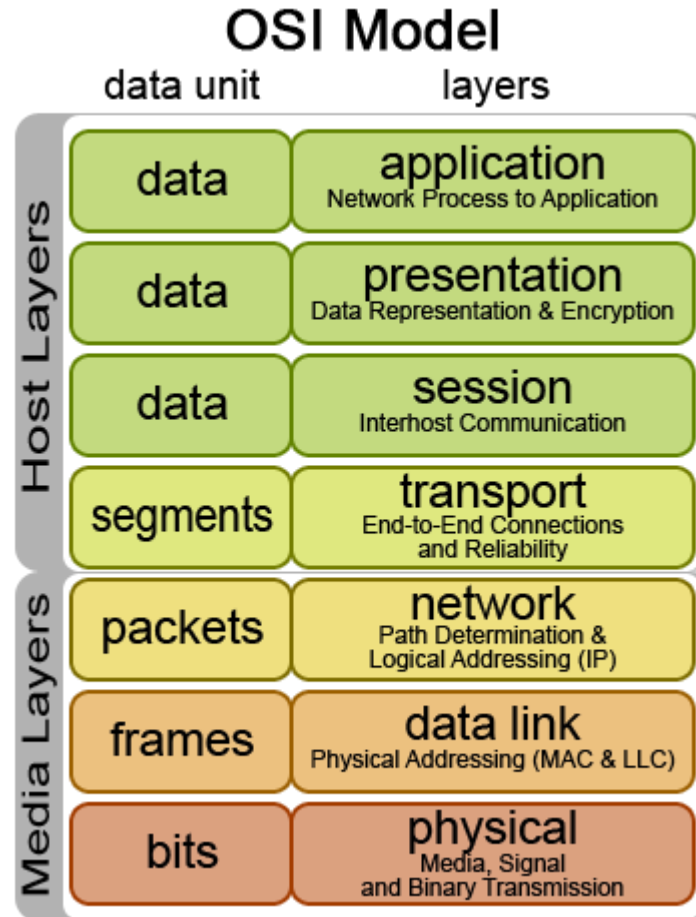 OSI Model
data unit
layers
Host Layers
data
application
Network Process to Application
data
presentation
Data Representation & Encryption
data
session
Interhost Communication
segments
transport
End-to-End Connections
and Reliability
Media Layers
packets
network
Path Determination &
Logical Addressing (IP)
frames
data link
Physical Addressing (MAC & LLC)
bits
physical
Media, Signal
and Binary Transmission